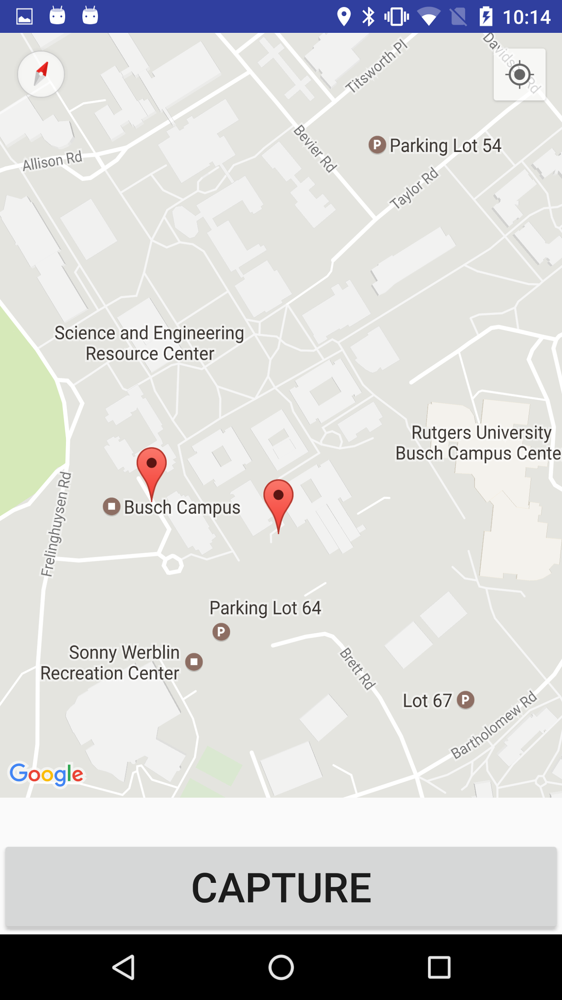 10:14
Davidson Rd
Titsworth Pl
Bevier Rd
P Parking Lot 54
Allison Rd
Taylor Rd
Science and Engineering
Resource Center
Rutgers University
Busch Campus Cente
Busch Campus
Frelinghuysen Rd
Parking Lot 64
P
Sonny Werblin
Recreation Center
Brett Rd
Lot 67 P
Bartholomew Rd
Google
CAPTURE